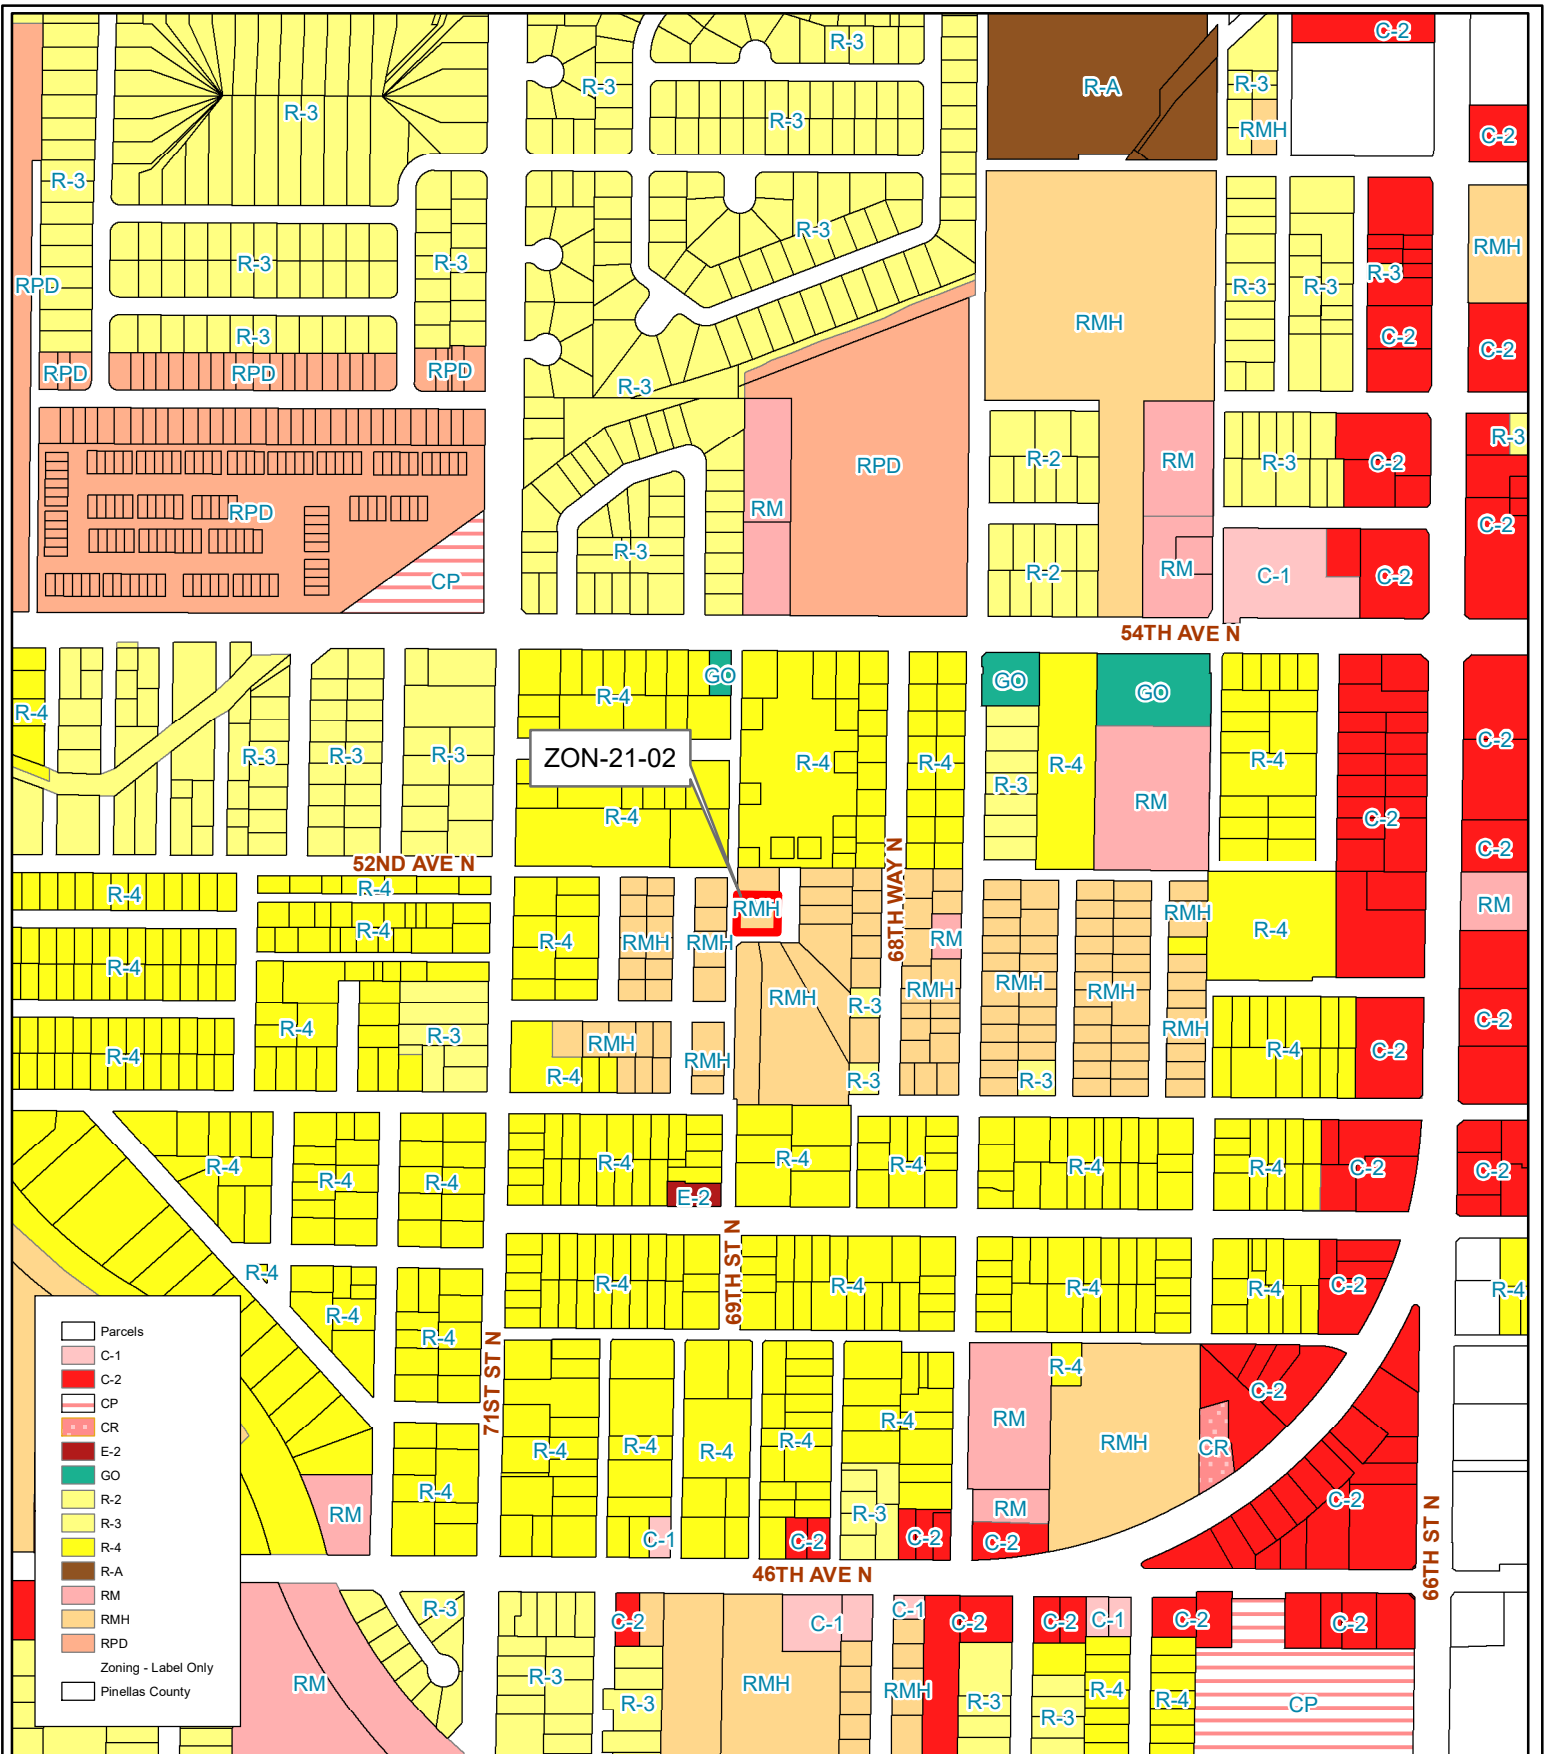 R-3
C-2
R-3
R-A
R-3
R-3
R-3
RMH
C-2
R-3
R-3
R-3
R-3
RPD
R-3
R-3
R-3
RMH
RMH
R-3
C-2
C-2
RPD
RPD
RPD
R-3
R-3
R-2
RM
R-3
C-2
RPD
RM
RPD
C-2
R-3
R-2
RM
C-1
C-2
CP
54TH AVE N
GO
GO
GO
R-4
R-4
R-3
R-3
R-3
ZON-21-02
R-4
R-4
R-3
R-4
R-4
C-2
RM
R-4
C-2
C-2
52ND AVE N
R-4
R-4
RMH
RMH
RM
R-4
R-4
RMH
RMH
68TH WAY N
RM
R-4
R-4
RMH
R-3
RMH
RMH
RMH
C-2
R-4
R-3
RMH
RMH
RMH
R-4
C-2
R-4
R-4
R-3
R-3
R-4
R-4
R-4
R-4
R-4
R-4
R-4
R-4
C-2
C-2
E-2
69TH ST N
R-4
R-4
R-4
R-4
R-4
C-2
R-4
R-4
R-4
71ST ST N
R-4
C-2
R-4
R-4
R-4
R-4
R-4
RM
RMH
CR
R-4
RM
R-3
C-1
C-2
C-2
RM
C-2
C-2
66TH ST N
46TH AVE N
R-3
C-2
C-1
C-1
C-2
C-2
C-1
C-2
C-2
RM
R-3
R-3
RMH
RMH
R-3
R-3
R-4
R-4
CP
Parcels
C-1
C-2
CP
CR
E-2
GO
R-2
R-3
R-4
R-A
RM
RMH
RPD
Zoning - Label Only
Pinellas County